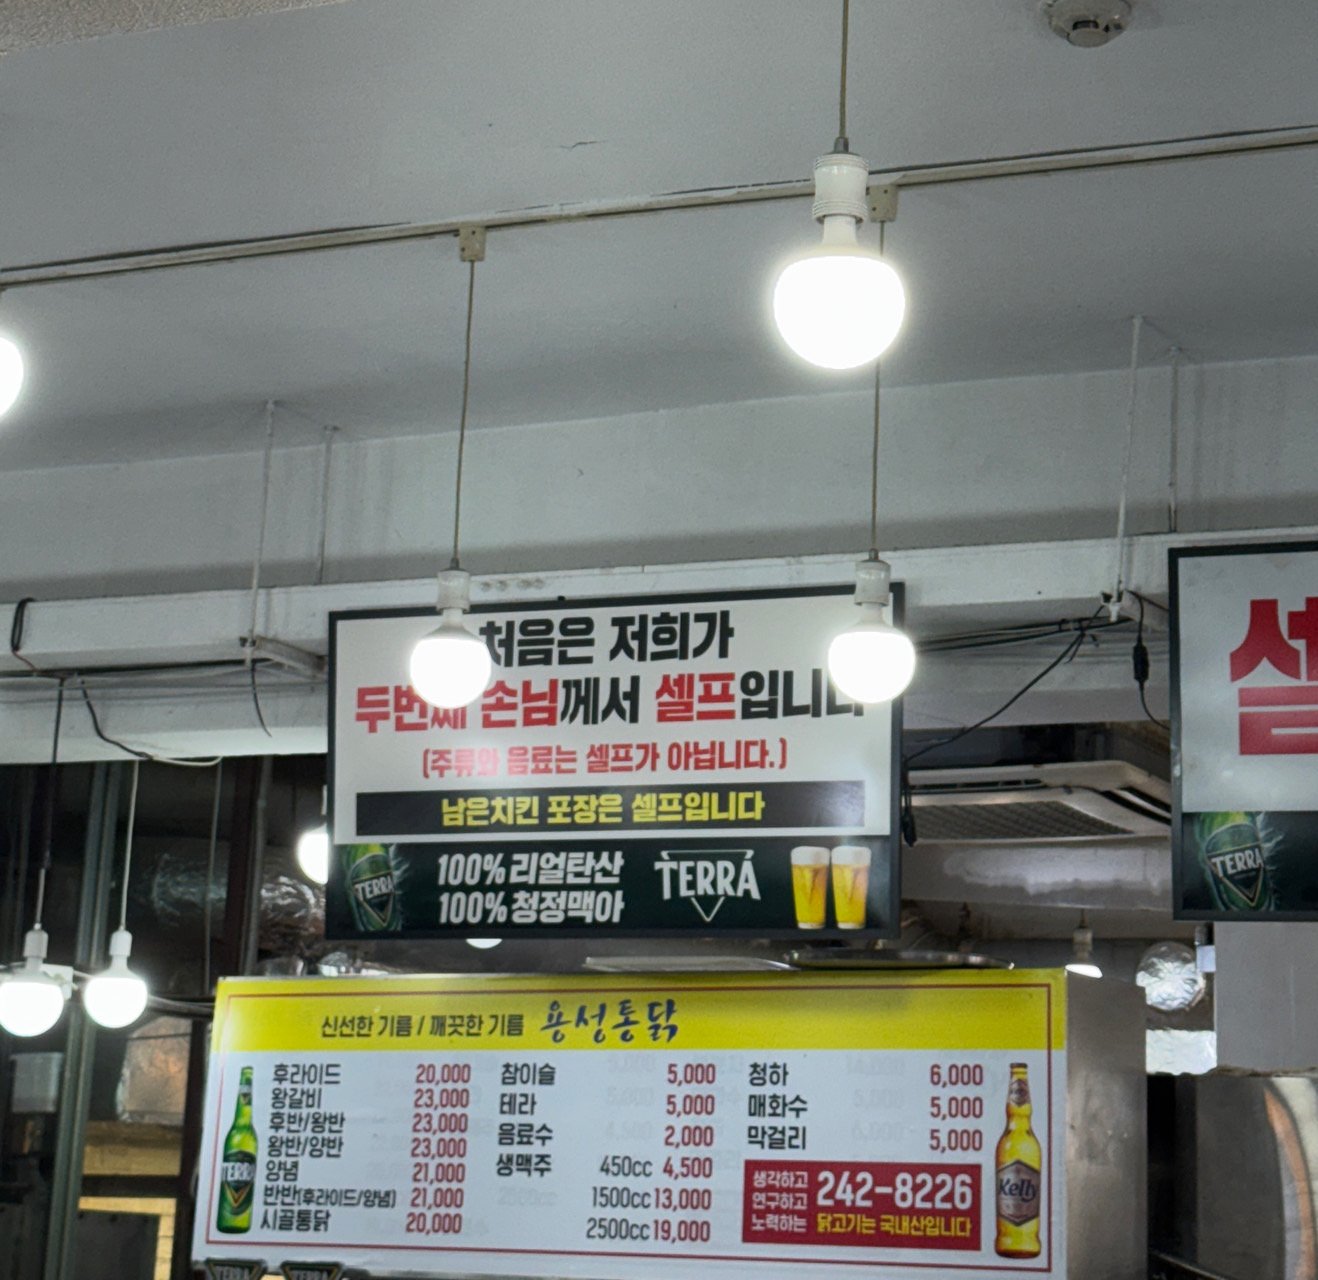 처음은 저희가
두번째 손님께서 셀프입니다
(주류와 음료는 셀프가 아닙니다.)
남은치킨 포장은 셀프입니다
TERRA
100% 리얼탄산
100% 청정맥아
TERRA
셀
TERRA
신선한 기름 / 깨끗한 기름 용성통닭
후라이드 20,000
왕갈비 23,000
후반/왕반 23,000
왕반/양반 23,000
양념 21,000
반반(후라이드/양념) 21,000
시골통닭 20,000
참이슬 5,000
테라 5,000
음료수 2,000
생맥주 450cc 4,500
1500cc 13,000
2500cc 19,000
청하 6,000
매화수 5,000
막걸리 5,000
생각하고
연구하고
노력하는
242-8226
닭고기는 국내산입니다
TERRA
Kelly
TERRA
TERRA